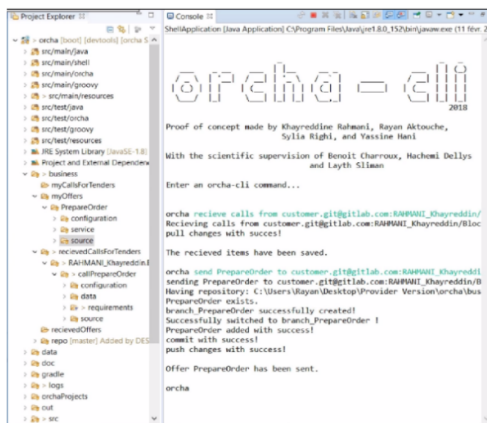 Project Explorer
> orcha [boot] [devtools] [orcha S
> src/main/java
> src/main/shell
> src/main/orcha
> src/main/groovy
> src/main/resources
> src/test/java
> src/test/orcha
> src/test/groovy
> src/test/resources
JRE System Library [JavaSE-1.8]
Project and External Dependen
> business
myCallsForTenders
> myOffers
> PrepareOrder
> configuration
> service
> source
> recievedCallsForTenders
> RAHMANI_Khayreddin.B
> callPrepareOrder
> configuration
> data
> requirements
> source
recievedOffers
> repo [master] Added by DES
> data
> doc
> gradle
> logs
> orchaProjects
> out
> src
Console
ShellApplication [Java Application] C:\Program Files\Java\jre1.8.0_152\bin\javaw.exe (11 févr. 2
orcha - cli
2018
Proof of concept made by Khayreddine Rahmani, Rayan Aktouche,
Sylia Righi, and Yassine Hani
With the scientific supervision of Benoit Charroux, Hachemi Dellys
and Layth Sliman
Enter an orcha-cli command...
orcha recieve calls from customer.git@gitlab.com:RAHMANI_Khayreddin/
Recieving calls from customer.git@gitlab.com:RAHMANI_Khayreddin/Bloc
pull changes with succes!
The recieved items have been saved.
orcha send PrepareOrder to customer.git@gitlab.com:RAHMANI_Khayreddi
sending PrepareOrder to customer.git@gitlab.com:RAHMANI_Khayreddin/B
Having repository: C:\Users\Rayan\Desktop\Provider Version\orcha\bus
PrepareOrder exists.
branch_PrepareOrder successfully created!
Successfully switched to branch_PrepareOrder !
PrepareOrder added with success!
commit with success!
push changes with success!
Offer PrepareOrder has been sent.
orcha